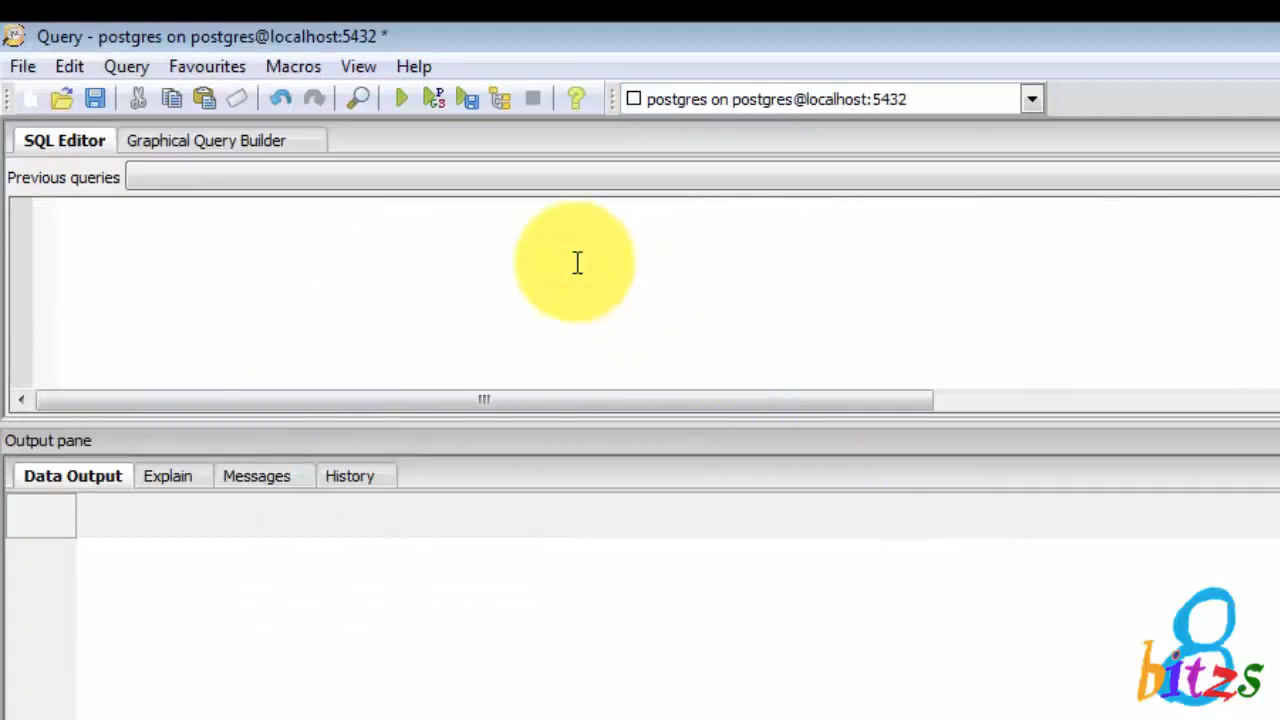 Query - postgres on postgres@localhost:5432 *
File Edit Query Favourites Macros View Help
postgres on postgres@localhost:5432
SQL Editor Graphical Query Builder
Previous queries
Output pane
Data Output Explain Messages History
8
bitzs